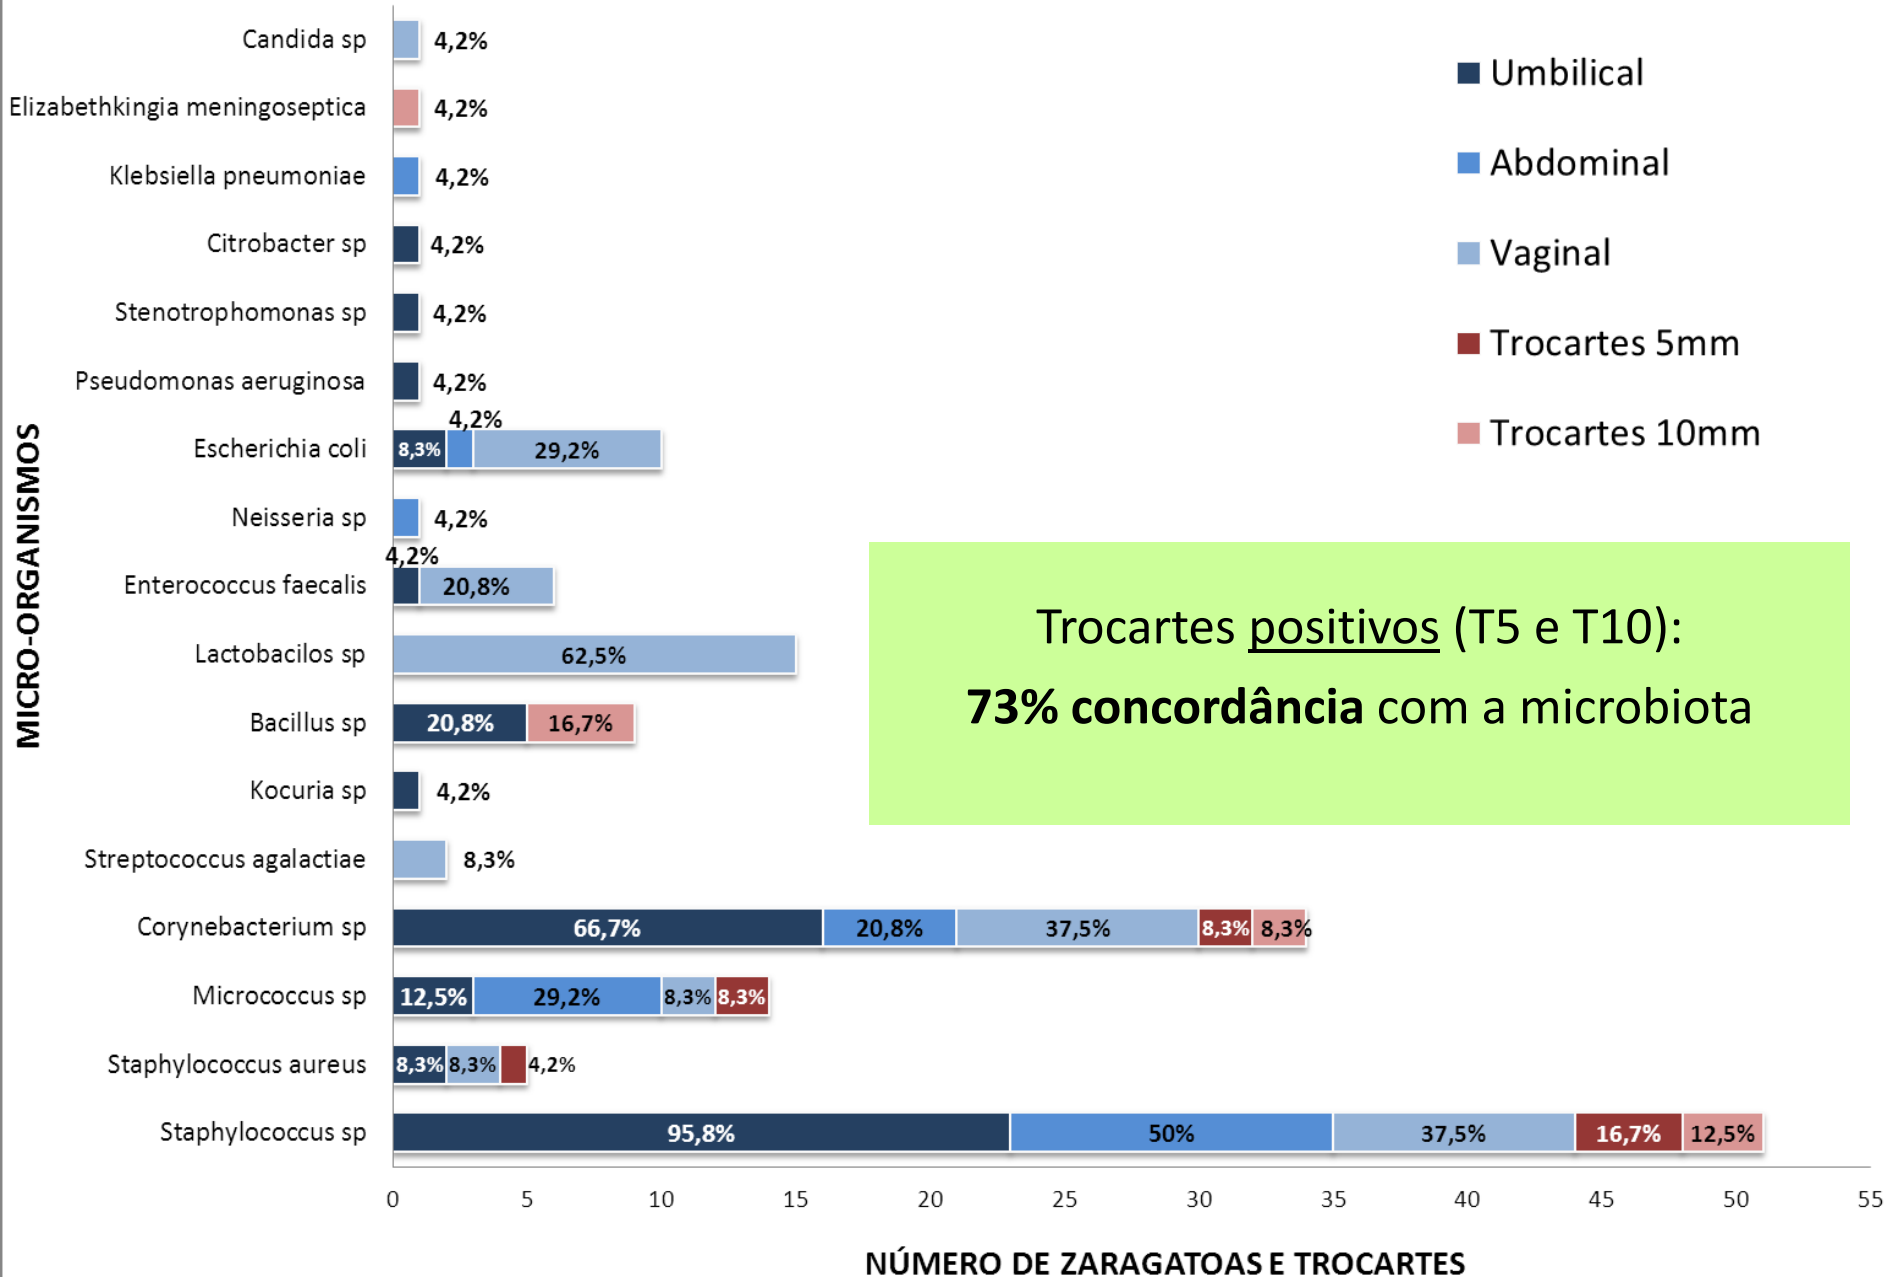 Candida sp 4,2%
Elizabethkingia meningoseptica 4,2%
Klebsiella pneumoniae 4,2%
Citrobacter sp 4,2%
Stenotrophomonas sp 4,2%
Pseudomonas aeruginosa 4,2%
4,2%
Escherichia coli 8,3% 29,2%
Neisseria sp 4,2%
4,2%
Enterococcus faecalis 20,8%
Lactobacilos sp 62,5%
Bacillus sp 20,8% 16,7%
Kocuria sp 4,2%
Streptococcus agalactiae 8,3%
Corynebacterium sp 66,7% 20,8% 37,5% 8,3% 8,3%
Micrococcus sp 12,5% 29,2% 8,3% 8,3%
Staphylococcus aureus 8,3% 8,3% 4,2%
Staphylococcus sp 95,8% 50% 37,5% 16,7% 12,5%
0 5 10 15 20 25 30 35 40 45 50 55
NÚMERO DE ZARAGATOAS E TROCARTES
MICRO-ORGANISMOS
Umbilical
Abdominal
Vaginal
Trocartes 5mm
Trocartes 10mm
Trocartes positivos (T5 e T10):
73% concordância com a microbiota